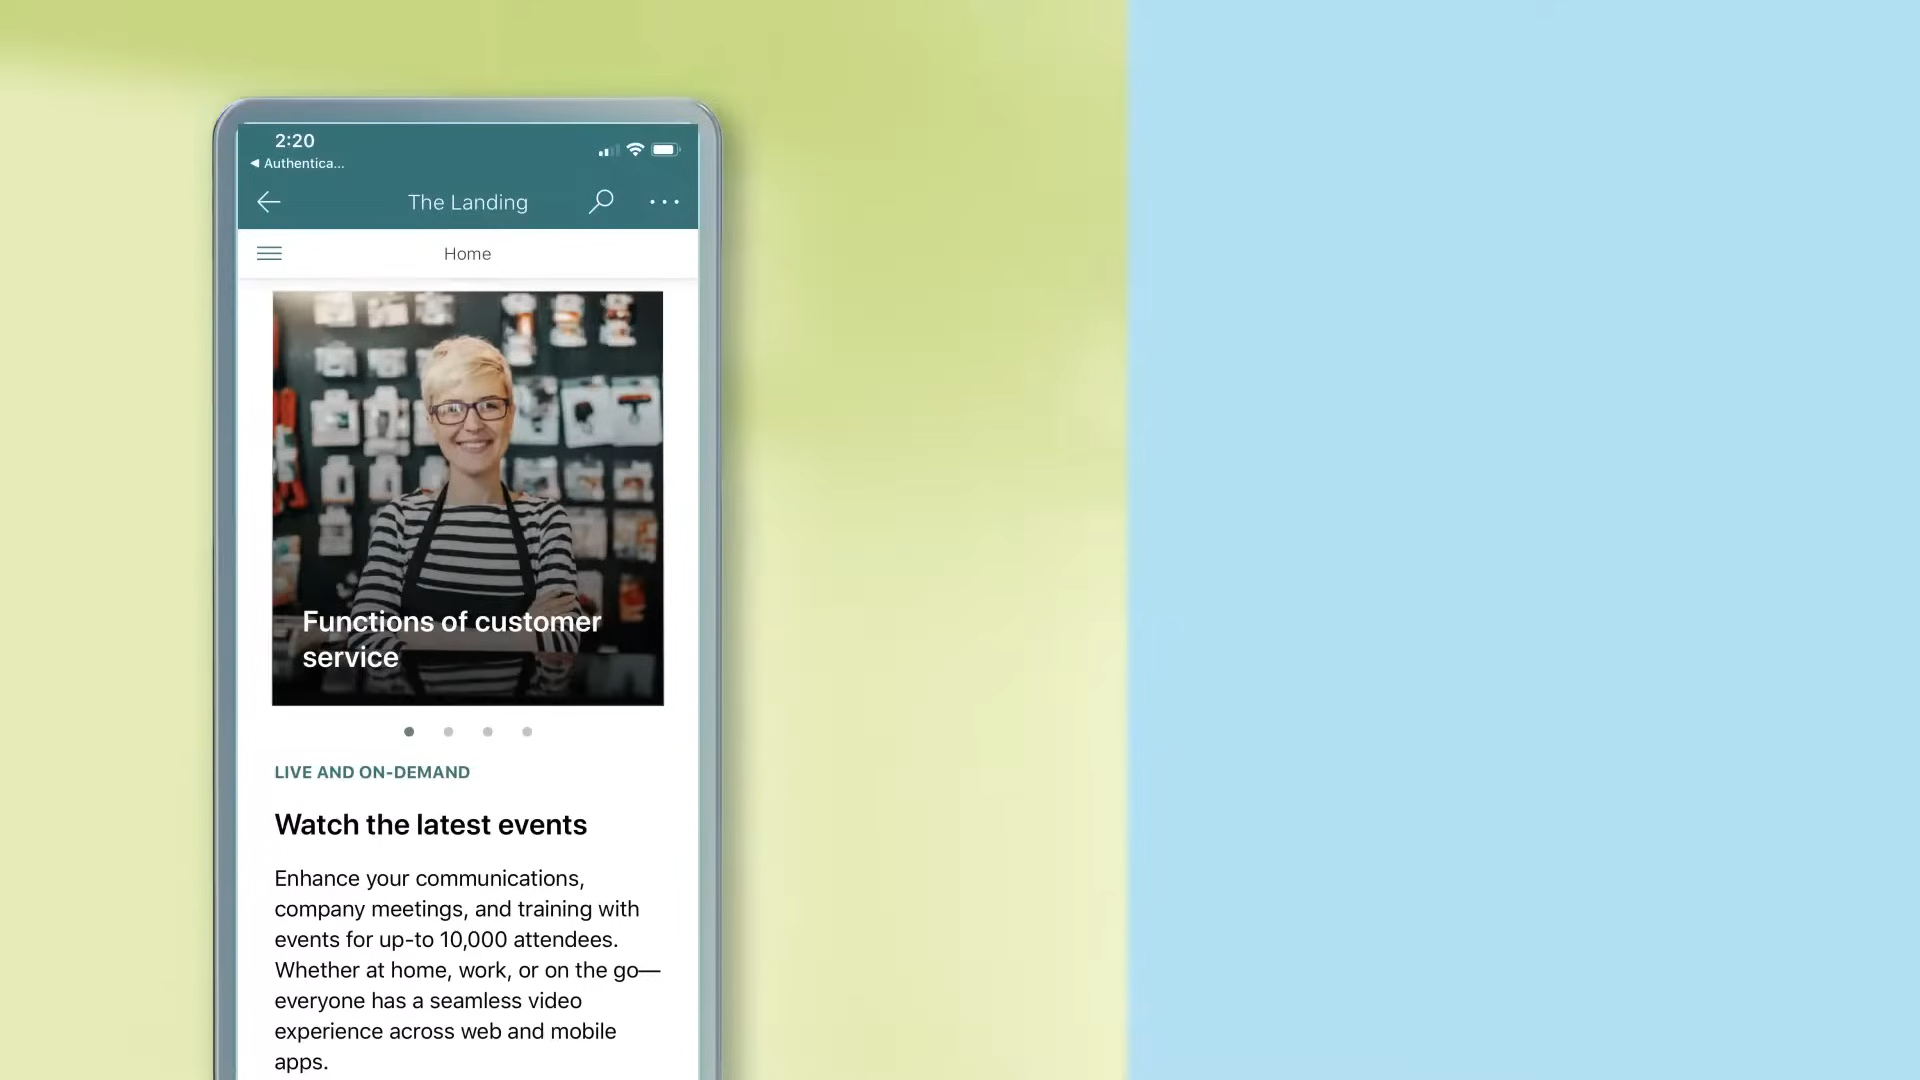 2:20
◀ Authentica...
The Landing
Home
Functions of customer
service
LIVE AND ON-DEMAND
Watch the latest events
Enhance your communications,
company meetings, and training with
events for up-to 10,000 attendees.
Whether at home, work, or on the go—
everyone has a seamless video
experience across web and mobile
apps.